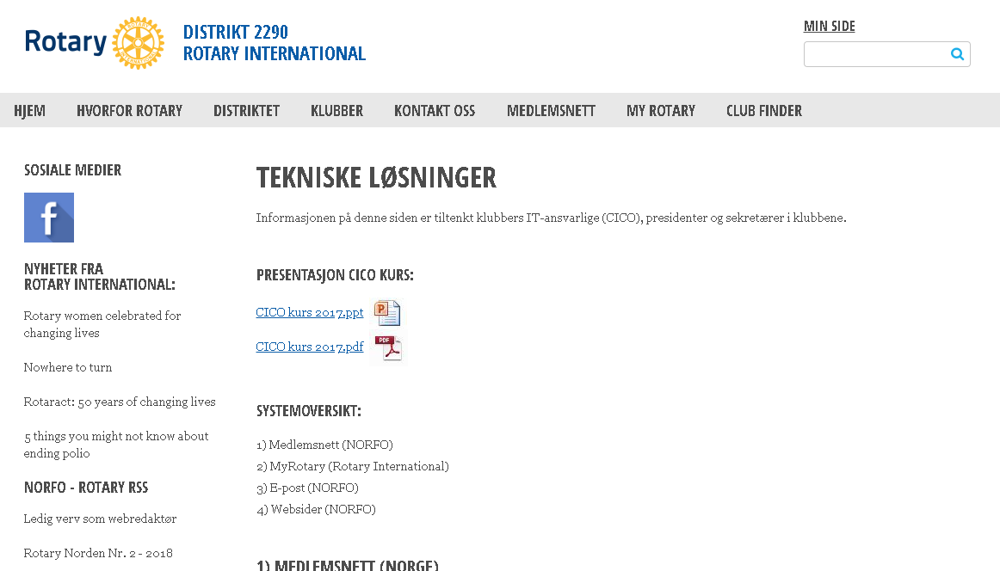 Rotary
DISTRIKT 2290
ROTARY INTERNATIONAL
MIN SIDE
HJEM HVORFOR ROTARY DISTRIKTET KLUBBER KONTAKT OSS MEDLEMSNETT MY ROTARY CLUB FINDER
SOSIALE MEDIER
NYHETER FRA
ROTARY INTERNATIONAL:
Rotary women celebrated for
changing lives
Nowhere to turn
Rotaract: 50 years of changing lives
5 things you might not know about
ending polio
NORFO - ROTARY RSS
Ledig verv som webredaktør
Rotary Norden Nr. 2 - 2018
TEKNISKE LØSNINGER
Informasjonen på denne siden er tiltenkt klubbers IT-ansvarlige (CICO), presidenter og sekretærer i klubbene.
PRESENTASJON CICO KURS:
CICO kurs 2017.ppt
CICO kurs 2017.pdf
PDF
SYSTEMOVERSIKT:
1) Medlemsnett (NORFO)
2) MyRotary (Rotary International)
3) E-post (NORFO)
4) Websider (NORFO)
1) MEDLEMSNETT (NORGE)